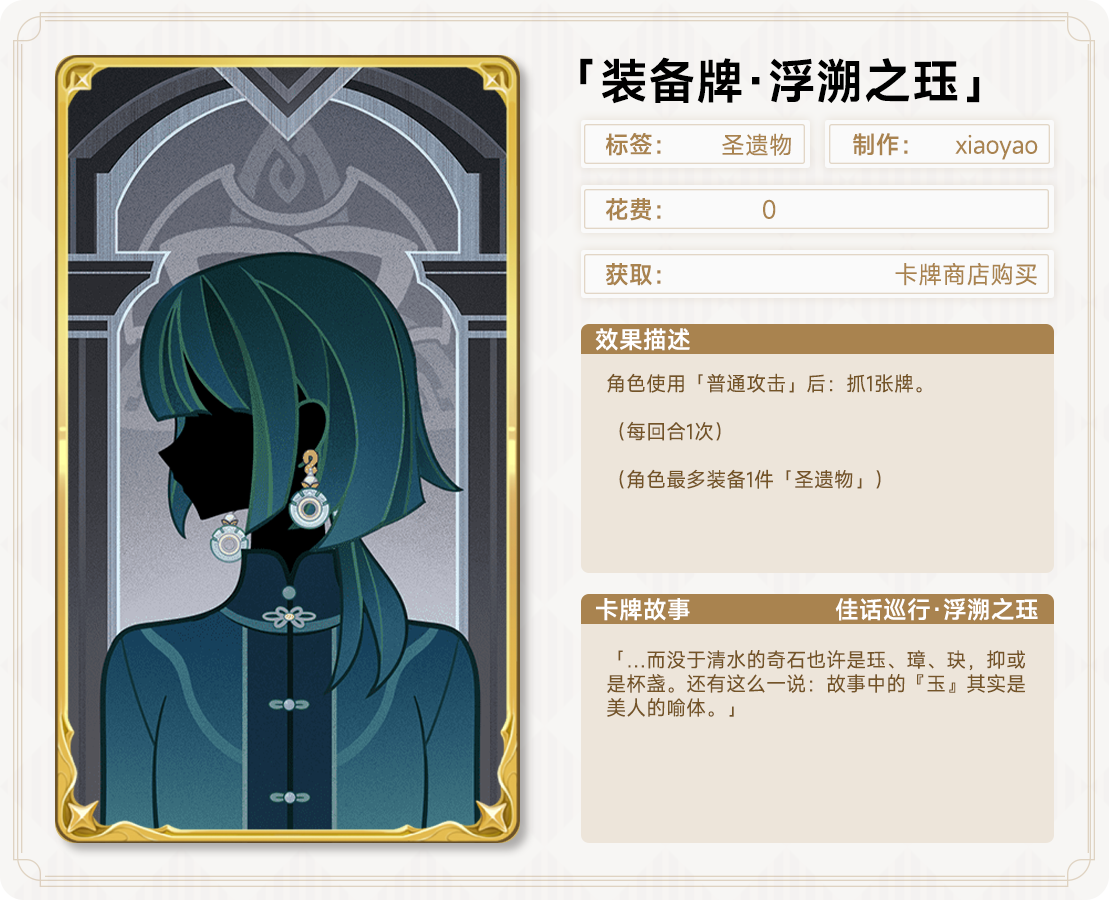 「装备牌·浮溯之珏」
标签： 圣遗物
制作： xiaoyao
花费： 0
获取： 卡牌商店购买
效果描述
角色使用「普通攻击」后：抓1张牌。
（每回合1次）
（角色最多装备1件「圣遗物」）
卡牌故事 佳话巡行·浮溯之珏
「…而没于清水的奇石也许是珏、璋、玦，抑或
是杯盏。还有这么一说：故事中的『玉』其实是
美人的喻体。」